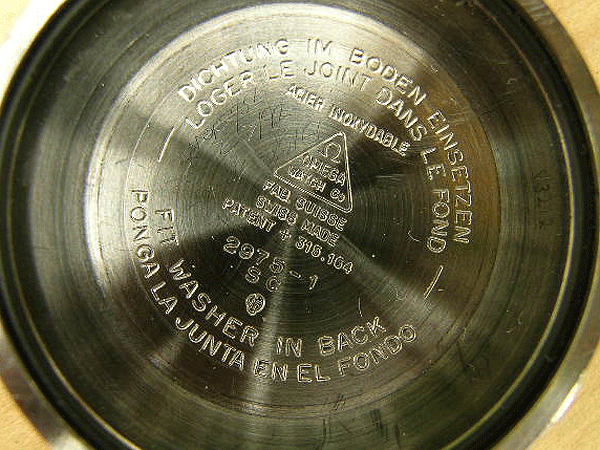 DICHTUNG IM BODEN EINSETZEN
LOGER LE JOINT DANS LE FOND
ACIER INOXYDABLE
Ω
OMEGA
WATCH Co
FAB. SUISSE
SWISS MADE
PATENT + 316.164
2975-1
SC
FIT WASHER IN BACK
PONGA LA JUNTA EN EL FONDO